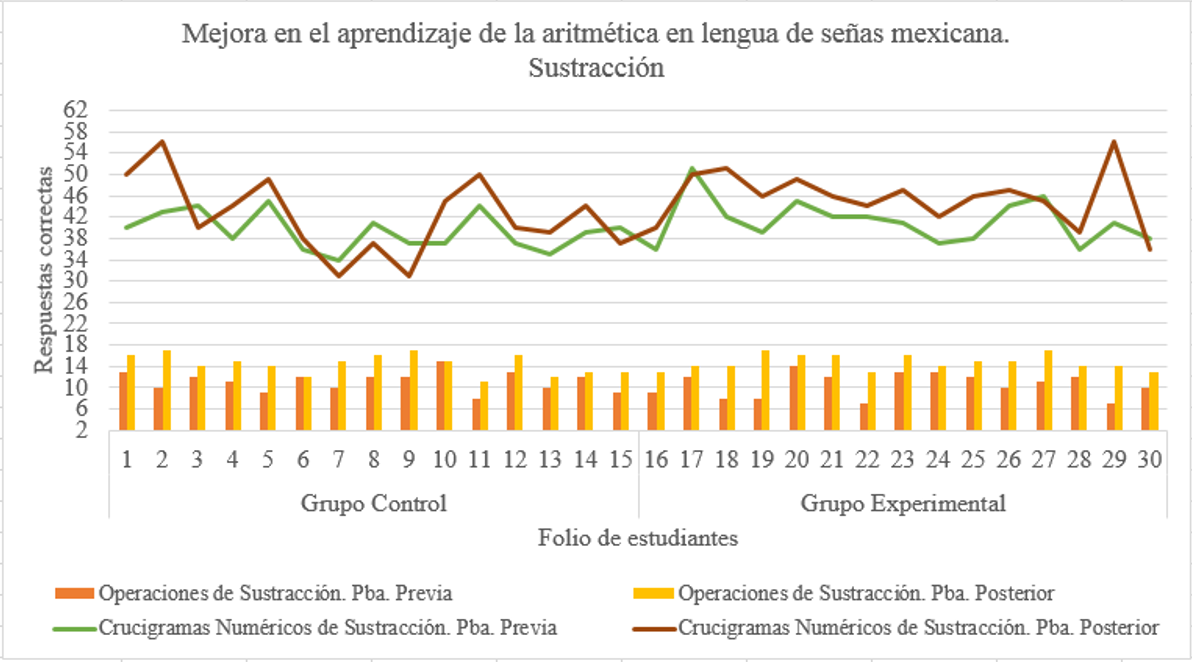 Mejora en el aprendizaje de la aritmética en lengua de señas mexicana.
Sustracción
Respuestas correctas
62
58
54
50
46
42
38
34
30
26
22
18
14
10
6
2
1 2 3 4 5 6 7 8 9 10 11 12 13 14 15 16 17 18 19 20 21 22 23 24 25 26 27 28 29 30
Grupo Control Grupo Experimental
Folio de estudiantes
Operaciones de Sustracción. Pba. Previa Operaciones de Sustracción. Pba. Posterior
Crucigramas Numéricos de Sustracción. Pba. Previa Crucigramas Numéricos de Sustracción. Pba. Posterior